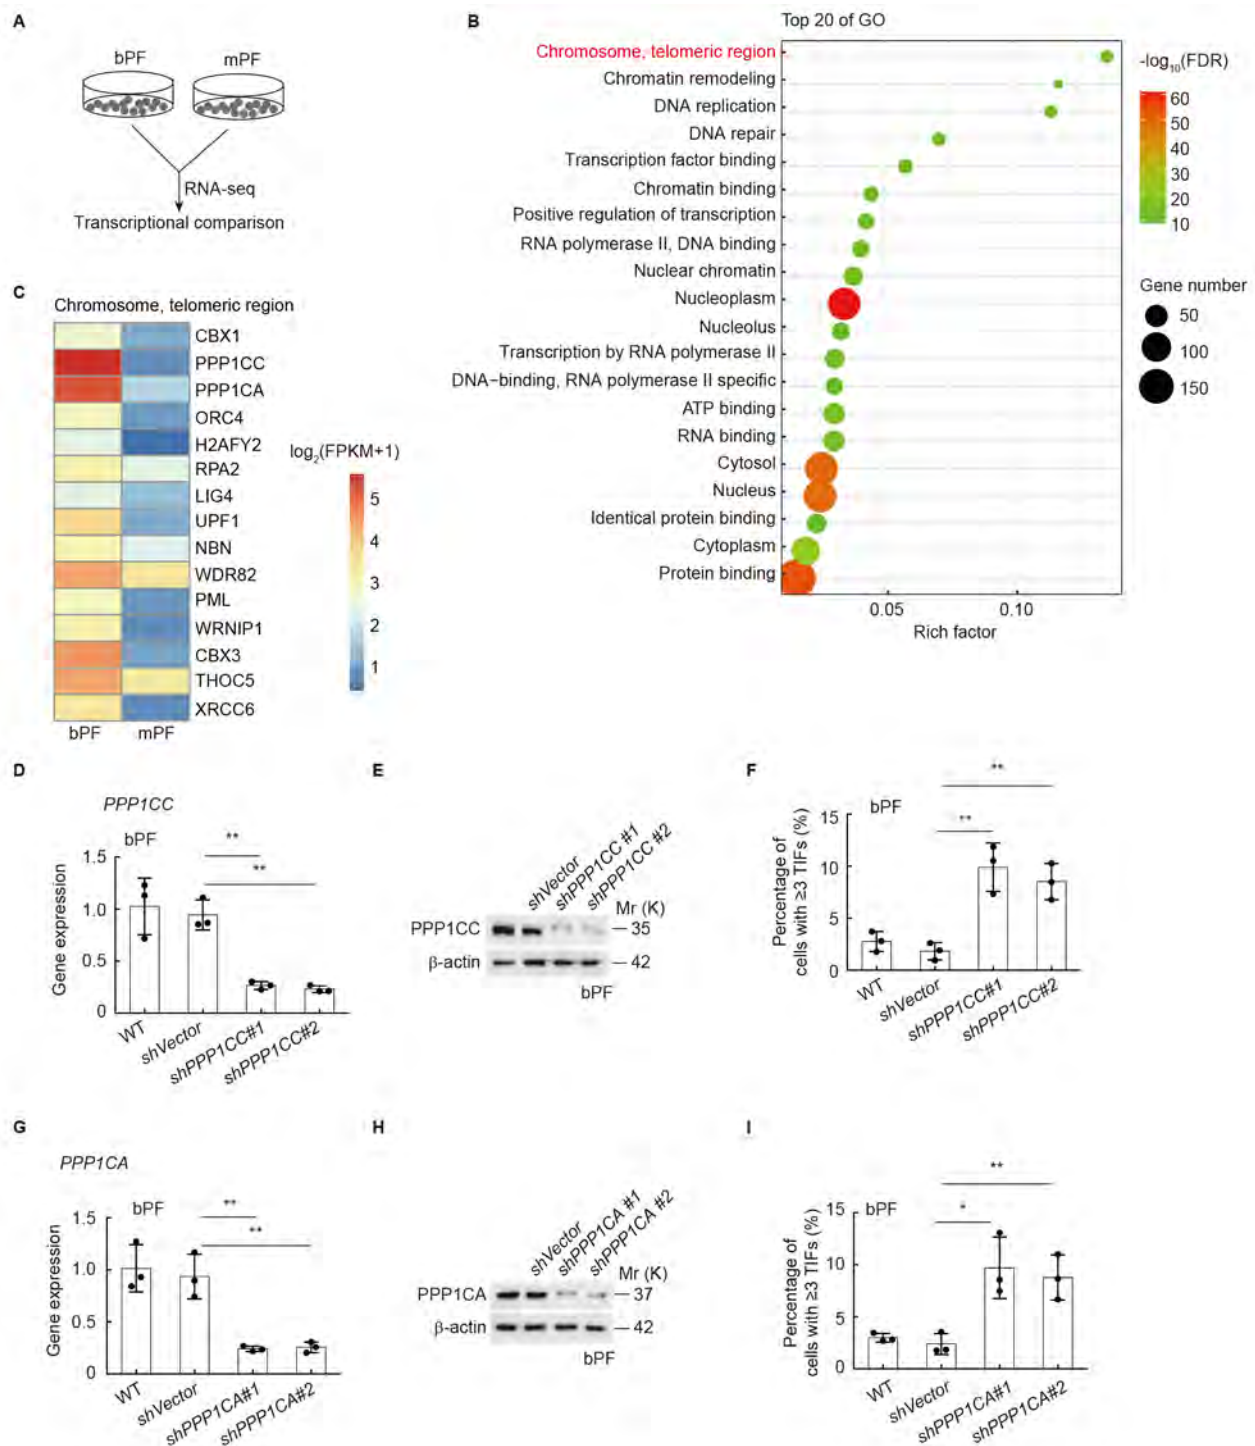 A
bPF
mPF
RNA-seq
Transcriptional comparison
B
Top 20 of GO
Chromosome, telomeric region
Chromatin remodeling
DNA replication
DNA repair
Transcription factor binding
Chromatin binding
Positive regulation of transcription
RNA polymerase II, DNA binding
Nuclear chromatin
Nucleoplasm
Nucleolus
Transcription by RNA polymerase II
DNA−binding, RNA polymerase II specific
ATP binding
RNA binding
Cytosol
Nucleus
Identical protein binding
Cytoplasm
Protein binding
0.05
0.10
Rich factor
-log10(FDR)
60
50
40
30
20
10
Gene number
50
100
150
C
Chromosome, telomeric region
CBX1
PPP1CC
PPP1CA
ORC4
H2AFY2
RPA2
LIG4
UPF1
NBN
WDR82
PML
WRNIP1
CBX3
THOC5
XRCC6
bPF
mPF
log2(FPKM+1)
5
4
3
2
1
D
PPP1CC
bPF
Gene expression
1.5
1.0
0.5
0
**
**
WT
shVector
shPPP1CC#1
shPPP1CC#2
E
shVector
shPPP1CC #1
shPPP1CC #2
Mr (K)
PPP1CC
35
β-actin
42
bPF
F
bPF
Percentage of
cells with ≥3 TIFs (%)
15
10
5
0
**
**
WT
shVector
shPPP1CC#1
shPPP1CC#2
G
PPP1CA
bPF
Gene expression
1.5
1.0
0.5
0
**
**
WT
shVector
shPPP1CA#1
shPPP1CA#2
H
shVector
shPPP1CA #1
shPPP1CA #2
Mr (K)
PPP1CA
37
β-actin
42
bPF
I
bPF
Percentage of
cells with ≥3 TIFs (%)
15
10
5
0
**
*
WT
shVector
shPPP1CA#1
shPPP1CA#2